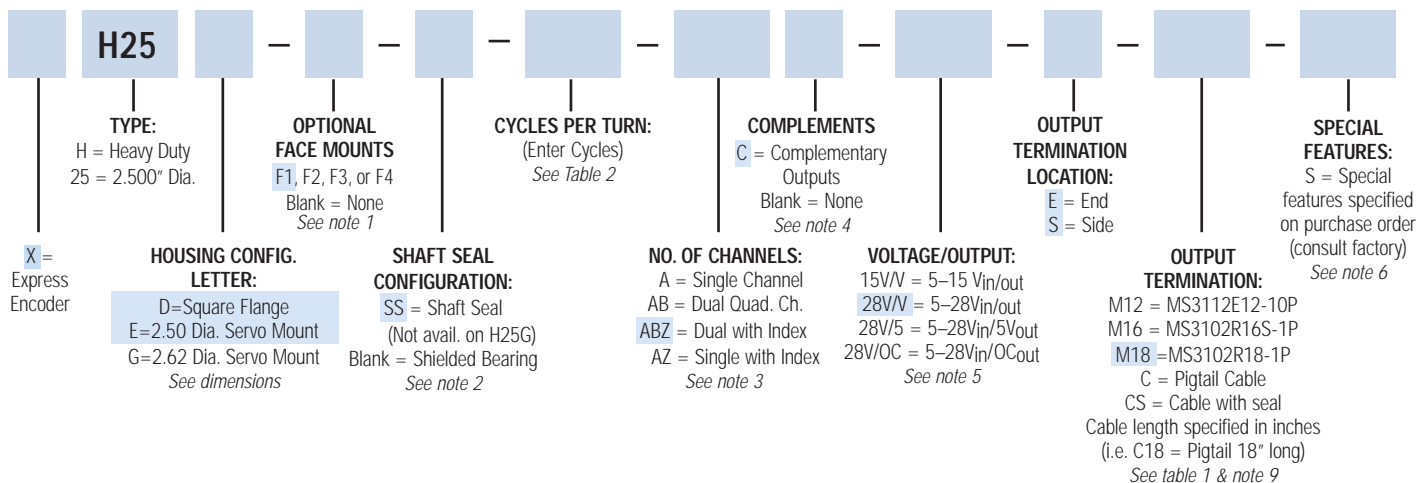 H25 – – – – – – – –
TYPE:
H = Heavy Duty
25 = 2.500" Dia.
OPTIONAL
FACE MOUNTS
F1, F2, F3, or F4
Blank = None
See note 1
CYCLES PER TURN:
(Enter Cycles)
See Table 2
COMPLEMENTS
C = Complementary
Outputs
Blank = None
See note 4
OUTPUT
TERMINATION
LOCATION:
E = End
S = Side
SPECIAL
FEATURES:
S = Special
features specified
on purchase order
(consult factory)
See note 6
X =
Express
Encoder
HOUSING CONFIG.
LETTER:
D=Square Flange
E=2.50 Dia. Servo Mount
G=2.62 Dia. Servo Mount
See dimensions
SHAFT SEAL
CONFIGURATION:
SS = Shaft Seal
(Not avail. on H25G)
Blank = Shielded Bearing
See note 2
NO. OF CHANNELS:
A = Single Channel
AB = Dual Quad. Ch.
ABZ = Dual with Index
AZ = Single with Index
See note 3
VOLTAGE/OUTPUT:
15V/V = 5–15 Vin/out
28V/V = 5–28Vin/out
28V/5 = 5–28Vin/5Vout
28V/OC = 5–28Vin/OCout
See note 5
OUTPUT
TERMINATION:
M12 = MS3112E12-10P
M16 = MS3102R16S-1P
M18 =MS3102R18-1P
C = Pigtail Cable
CS = Cable with seal
Cable length specified in inches
(i.e. C18 = Pigtail 18" long)
See table 1 & note 9